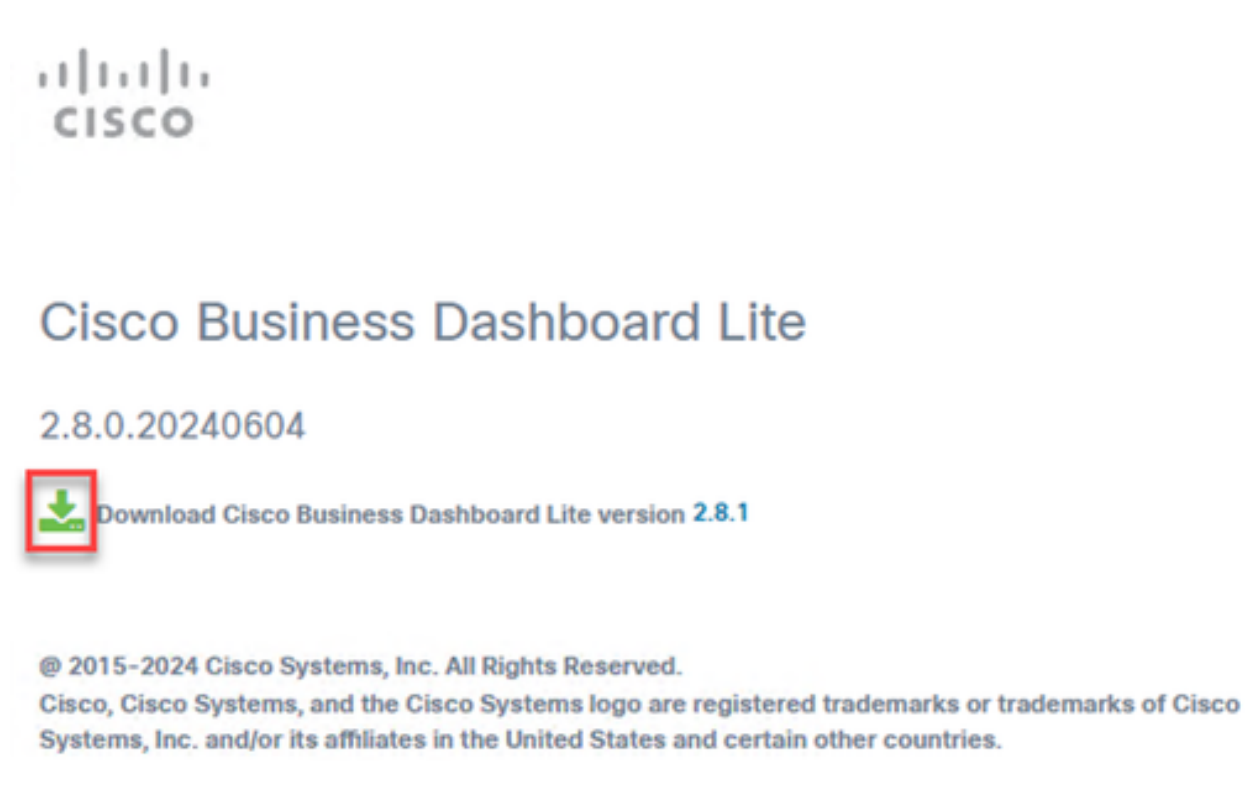 CISCO
Cisco Business Dashboard Lite
2.8.0.20240604
Download Cisco Business Dashboard Lite version 2.8.1
@ 2015-2024 Cisco Systems, Inc. All Rights Reserved.
Cisco, Cisco Systems, and the Cisco Systems logo are registered trademarks or trademarks of Cisco
Systems, Inc. and/or its affiliates in the United States and certain other countries.